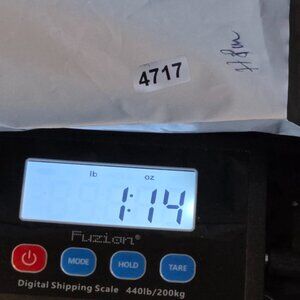 4717
lb oz
1:14
Fuzion®
MODE HOLD TARE
Digital Shipping Scale 440lb/200kg